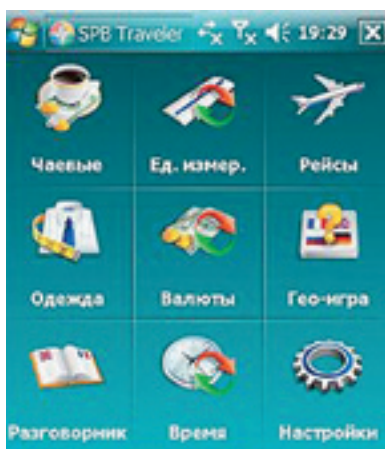 SPB Traveler 19:29
Чаевые Ед. измер. Рейсы
Одежда Валюты Гео-игра
Разговорник Время Настройки